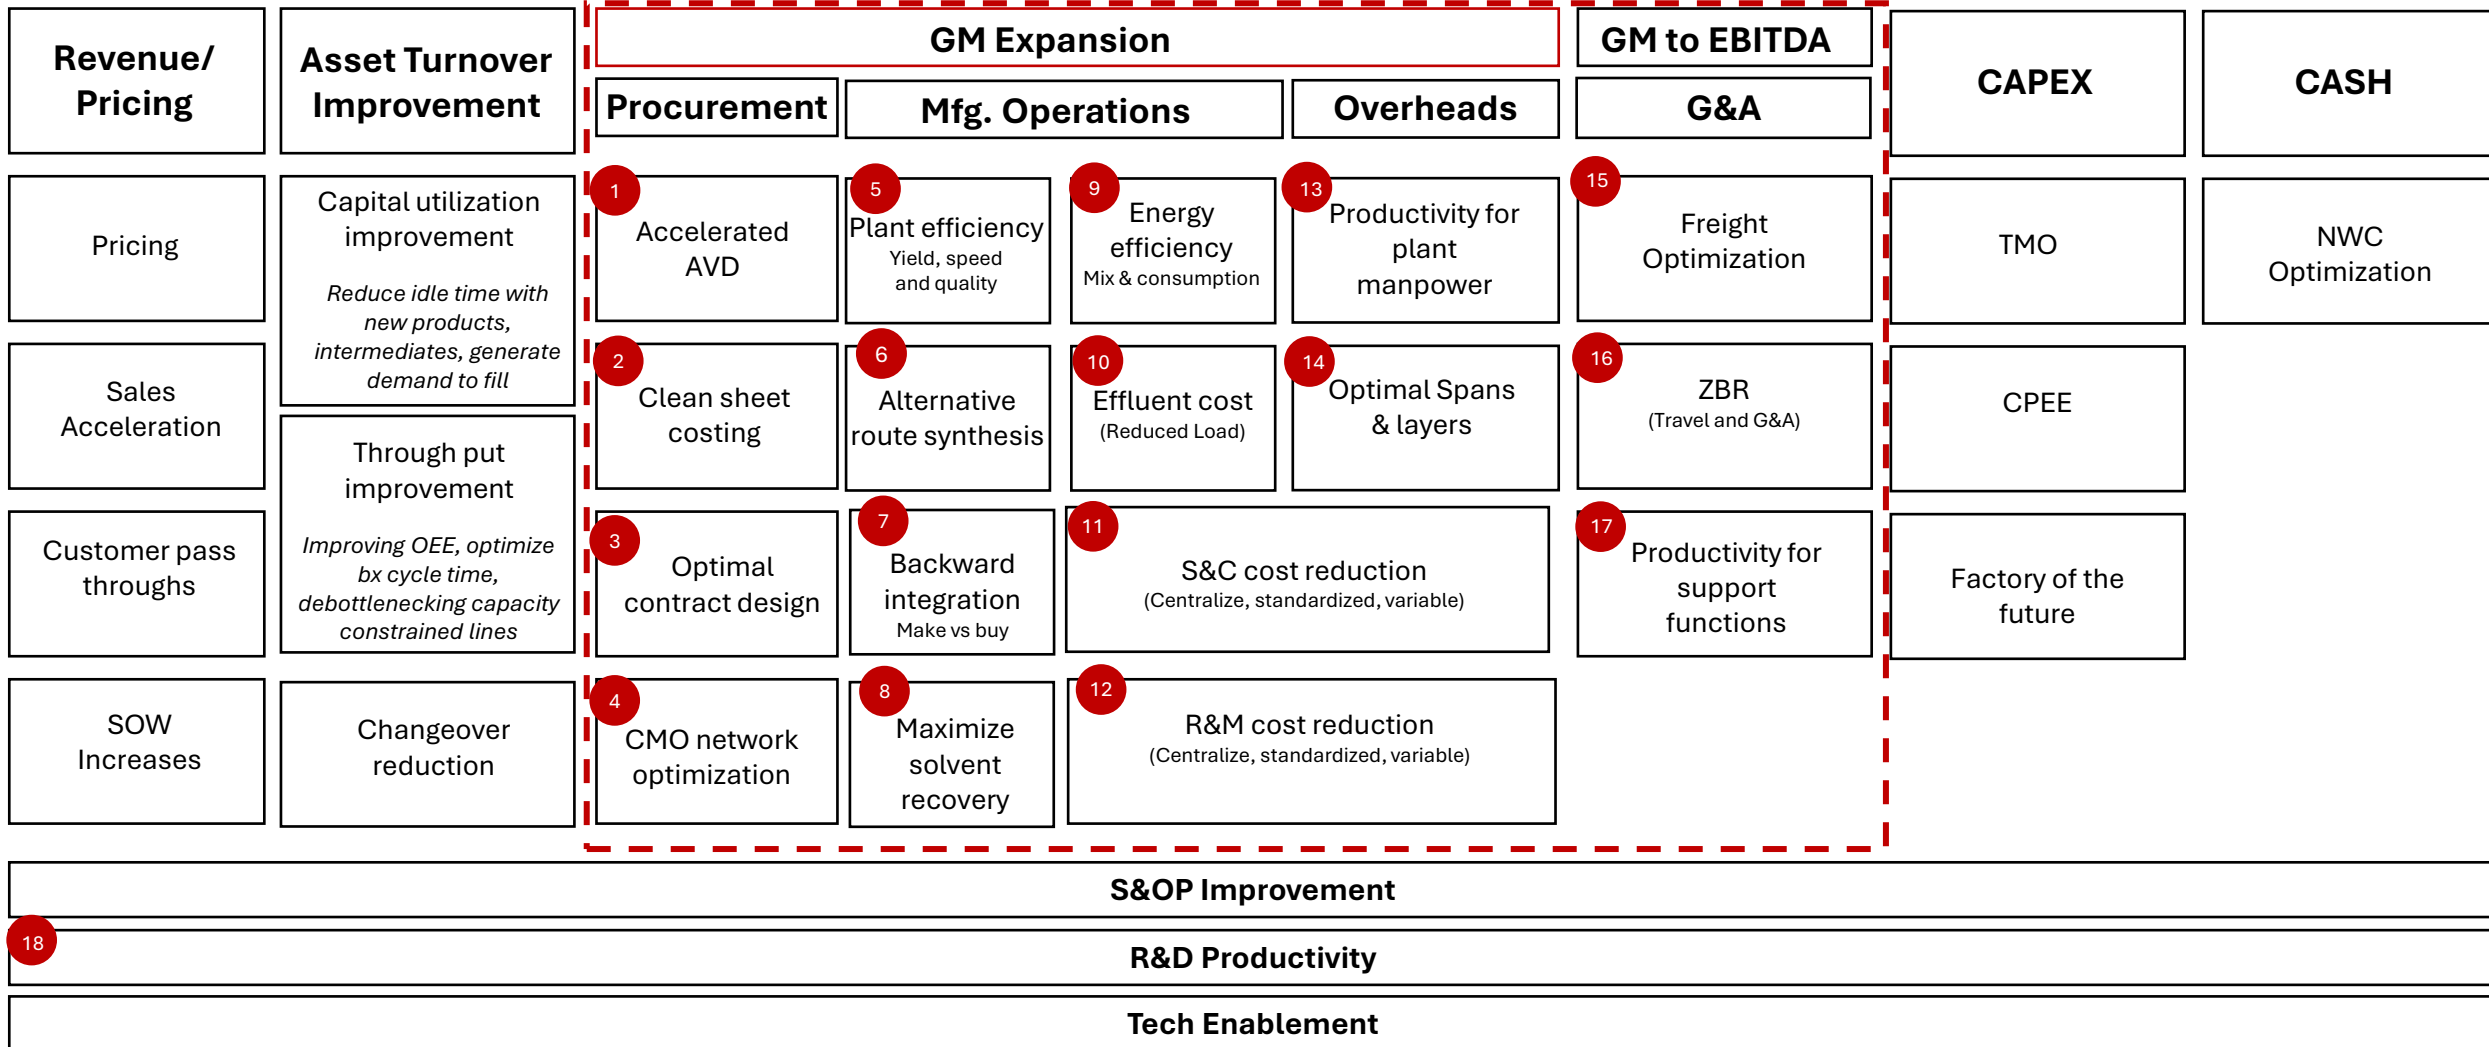 Revenue/
Pricing
Asset Turnover
Improvement
GM Expansion
GM to EBITDA
Procurement
Mfg. Operations
Overheads
G&A
CAPEX
CASH
Pricing
Sales
Acceleration
Customer pass
throughs
SOW
Increases
Capital utilization
improvement
Reduce idle time with
new products,
intermediates, generate
demand to fill
Through put
improvement
Improving OEE, optimize
bx cycle time,
debottlenecking capacity
constrained lines
Changeover
reduction
1
Accelerated
AVD
2
Clean sheet
costing
3
Optimal
contract design
4
CMO network
optimization
5
Plant efficiency
Yield, speed
and quality
6
Alternative
route synthesis
7
Backward
integration
Make vs buy
8
Maximize
solvent
recovery
9
Energy
efficiency
Mix & consumption
10
Effluent cost
(Reduced Load)
11
S&C cost reduction
(Centralize, standardized, variable)
12
R&M cost reduction
(Centralize, standardized, variable)
13
Productivity for
plant
manpower
14
Optimal Spans
& layers
15
Freight
Optimization
16
ZBR
(Travel and G&A)
17
Productivity for
support
functions
TMO
CPEE
Factory of the
future
NWC
Optimization
S&OP Improvement
18
R&D Productivity
Tech Enablement